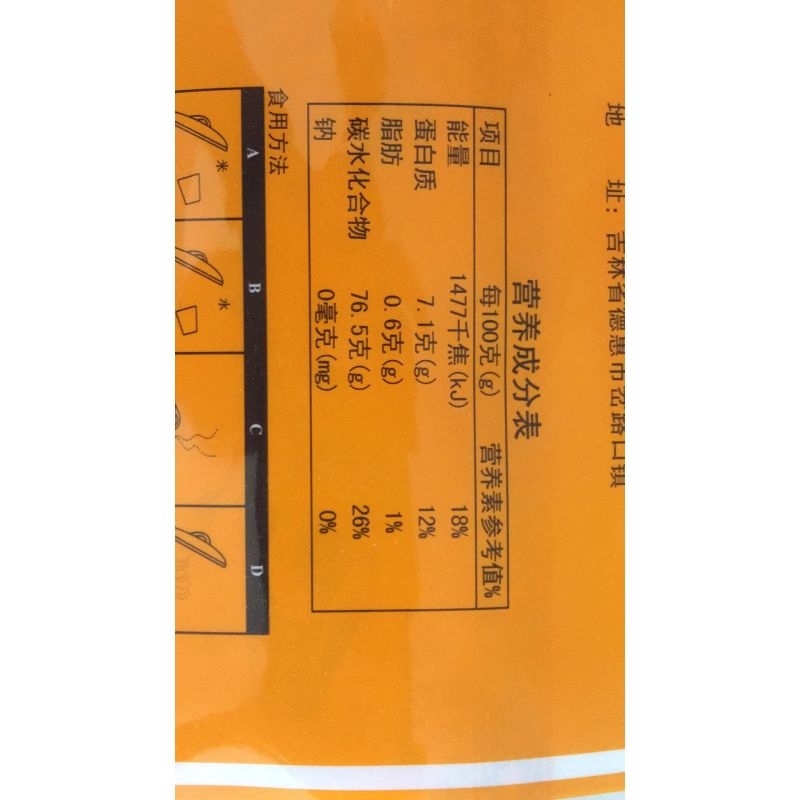 地 址：吉林省德惠市岔路口镇
营养成分表
项目 每100克(g) 营养素参考值%
能量 1477千焦(kJ) 18%
蛋白质 7.1克(g) 12%
脂肪 0.6克(g) 1%
碳水化合物 76.5克(g) 26%
钠 0毫克(mg) 0%
食用方法
A B C D
米 水